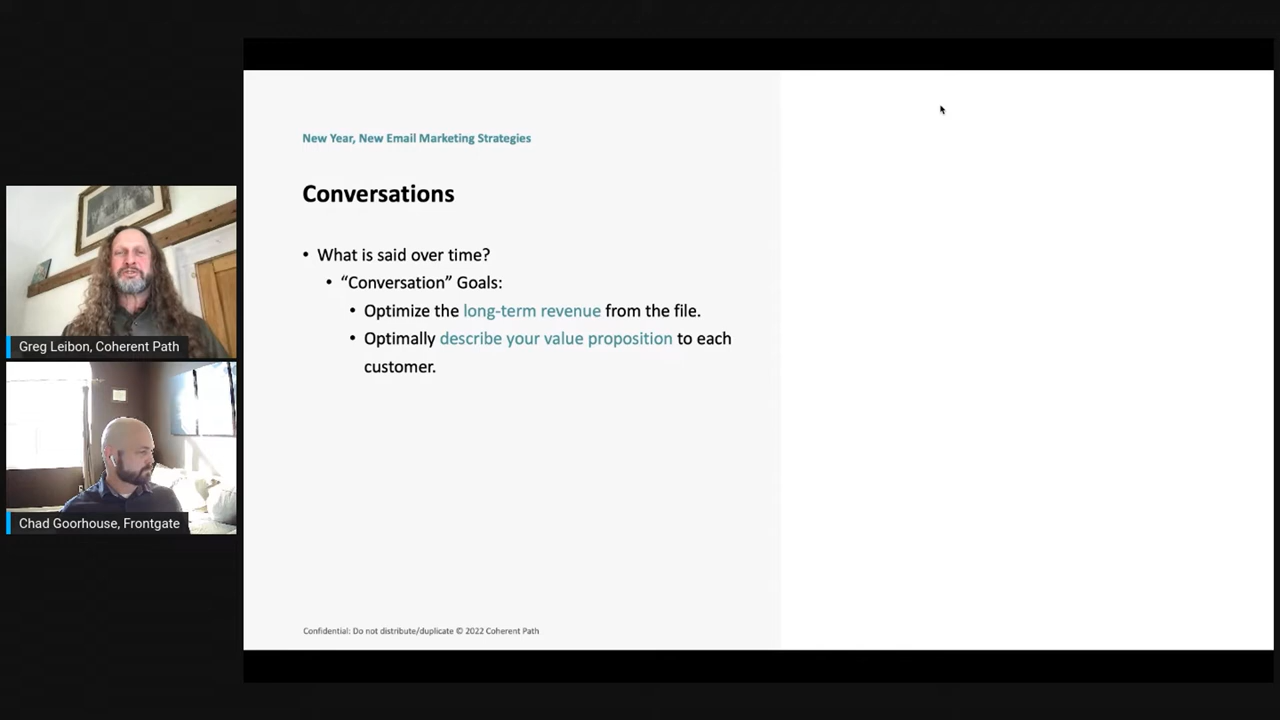 New Year, New Email Marketing Strategies
Conversations
• What is said over time?
• “Conversation” Goals:
• Optimize the long-term revenue from the file.
• Optimally describe your value proposition to each
customer.
Greg Leibon, Coherent Path
Chad Goorhouse, Frontgate
Confidential: Do not distribute/duplicate © 2022 Coherent Path